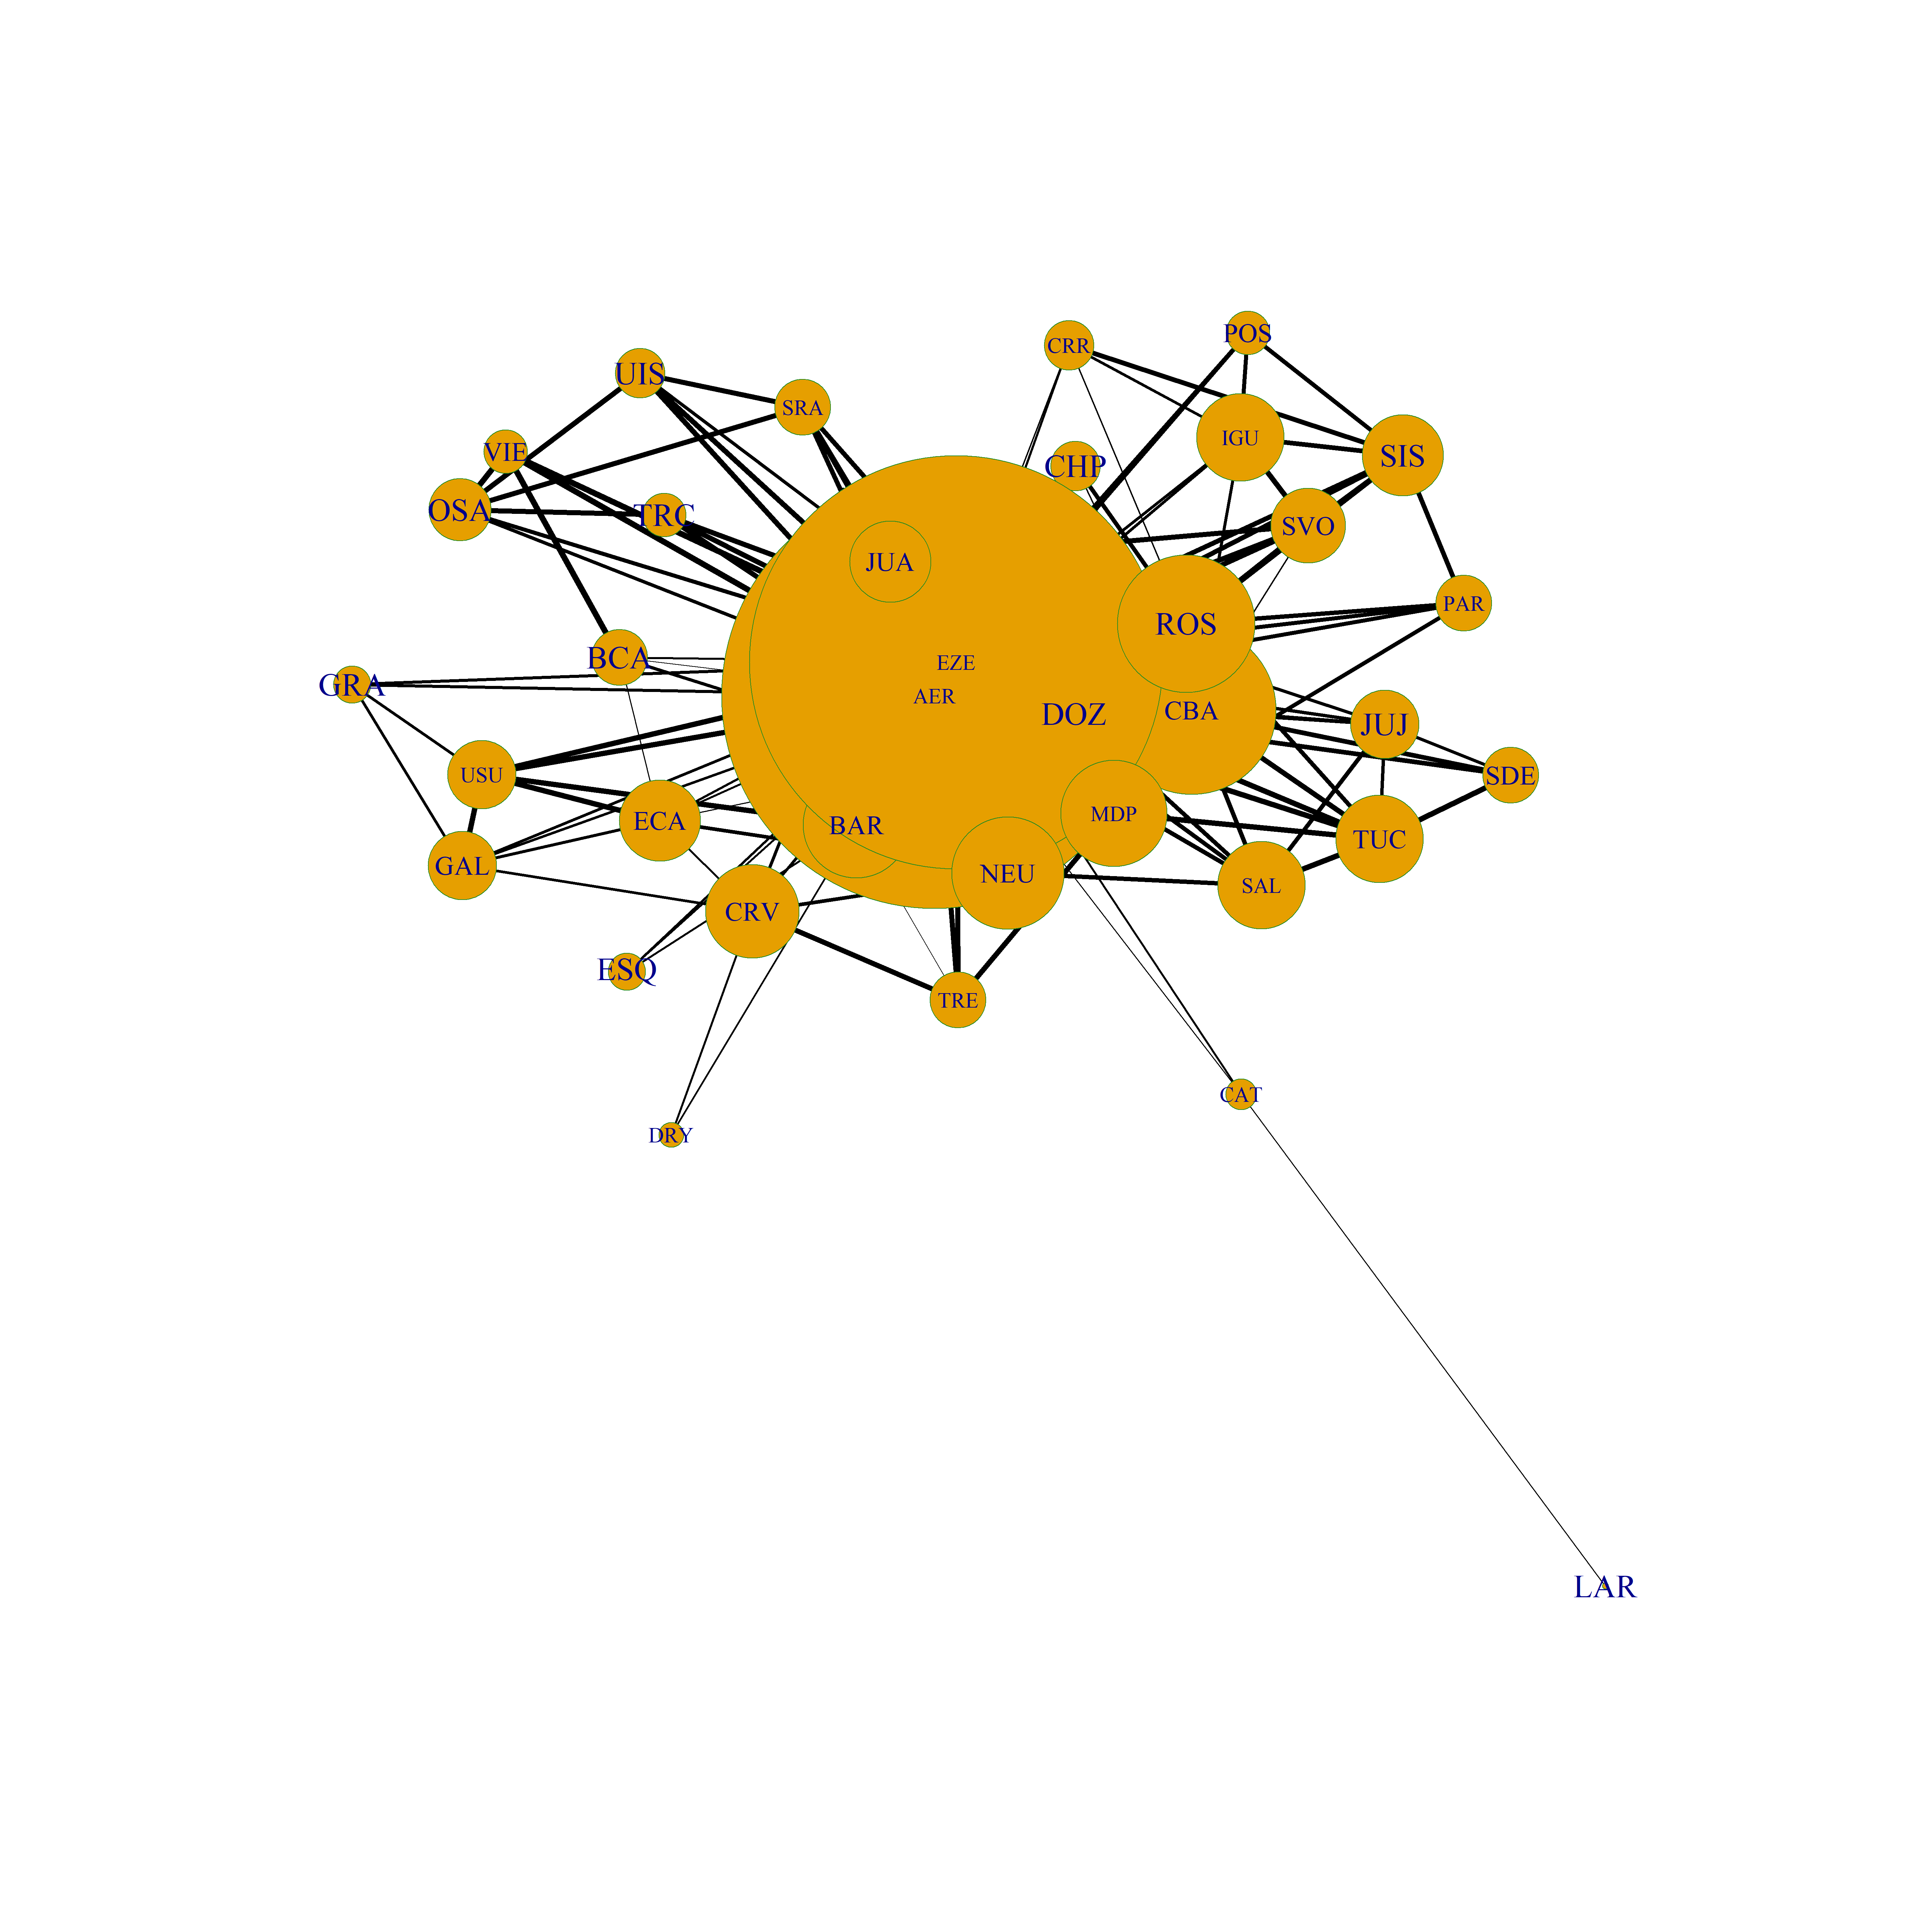 POS
CRR
UIS
SRA
IGU
VIE
SIS
CHP
OSA
TRC
SVO
JUA
PAR
ROS
BCA
EZE
GRA
AER
CBA
DOZ
JUJ
USU
SDE
MDP
ECA
BAR
TUC
GAL
NEU
SAL
CRV
ESQ
TRE
CAT
DRY
LAR